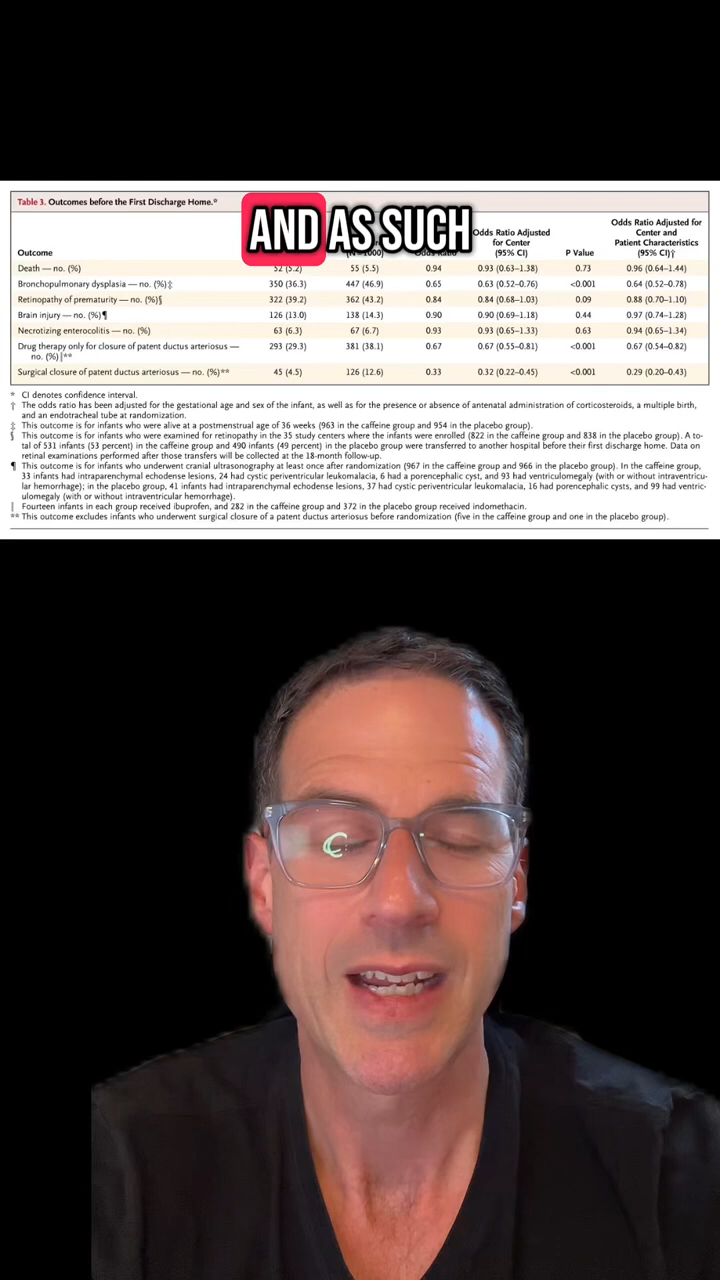 Table 3. Outcomes before the First Discharge Home.*
AND AS SUCH
Outcome
Odds Ratio Adjusted for Center (95% CI)
P Value
Odds Ratio Adjusted for Center and Patient Characteristics (95% CI)†
Death — no. (%) 52 (5.2) 55 (5.5) 0.94 0.93 (0.63–1.38) 0.73 0.96 (0.64–1.44)
Bronchopulmonary dysplasia — no. (%)‡ 350 (36.3) 447 (46.9) 0.65 0.63 (0.52–0.76) <0.001 0.64 (0.52–0.78)
Retinopathy of prematurity — no. (%)§ 322 (39.2) 362 (43.2) 0.84 0.84 (0.68–1.03) 0.09 0.88 (0.70–1.10)
Brain injury — no. (%)¶ 126 (13.0) 138 (14.3) 0.90 0.90 (0.69–1.18) 0.44 0.97 (0.74–1.28)
Necrotizing enterocolitis — no. (%) 63 (6.3) 67 (6.7) 0.93 0.93 (0.65–1.33) 0.63 0.94 (0.65–1.34)
Drug therapy only for closure of patent ductus arteriosus — 293 (29.3) 381 (38.1) 0.67 0.67 (0.55–0.81) <0.001 0.67 (0.54–0.82)
no. (%)‖**
Surgical closure of patent ductus arteriosus — no. (%)** 45 (4.5) 126 (12.6) 0.33 0.32 (0.22–0.45) <0.001 0.29 (0.20–0.43)
* CI denotes confidence interval.
† The odds ratio has been adjusted for the gestational age and sex of the infant, as well as for the presence or absence of antenatal administration of corticosteroids, a multiple birth,
and an endotracheal tube at randomization.
‡ This outcome is for infants who were alive at a postmenstrual age of 36 weeks (963 in the caffeine group and 954 in the placebo group).
§ This outcome is for infants who were examined for retinopathy in the 35 study centers where the infants were enrolled (822 in the caffeine group and 838 in the placebo group). A to-
tal of 531 infants (53 percent) in the caffeine group and 490 infants (49 percent) in the placebo group were transferred to another hospital before their first discharge home. Data on
retinal examinations performed after those transfers will be collected at the 18-month follow-up.
¶ This outcome is for infants who underwent cranial ultrasonography at least once after randomization (967 in the caffeine group and 966 in the placebo group). In the caffeine group,
33 infants had intraparenchymal echodense lesions, 24 had cystic periventricular leukomalacia, 6 had a porencephalic cyst, and 93 had ventriculomegaly (with or without intraventricu-
lar hemorrhage); in the placebo group, 41 infants had intraparenchymal echodense lesions, 37 had cystic periventricular leukomalacia, 16 had porencephalic cysts, and 99 had ventric-
ulomegaly (with or without intraventricular hemorrhage).
‖ Fourteen infants in each group received ibuprofen, and 282 in the caffeine group and 372 in the placebo group received indomethacin.
** This outcome excludes infants who underwent surgical closure of a patent ductus arteriosus before randomization (five in the caffeine group and one in the placebo group).